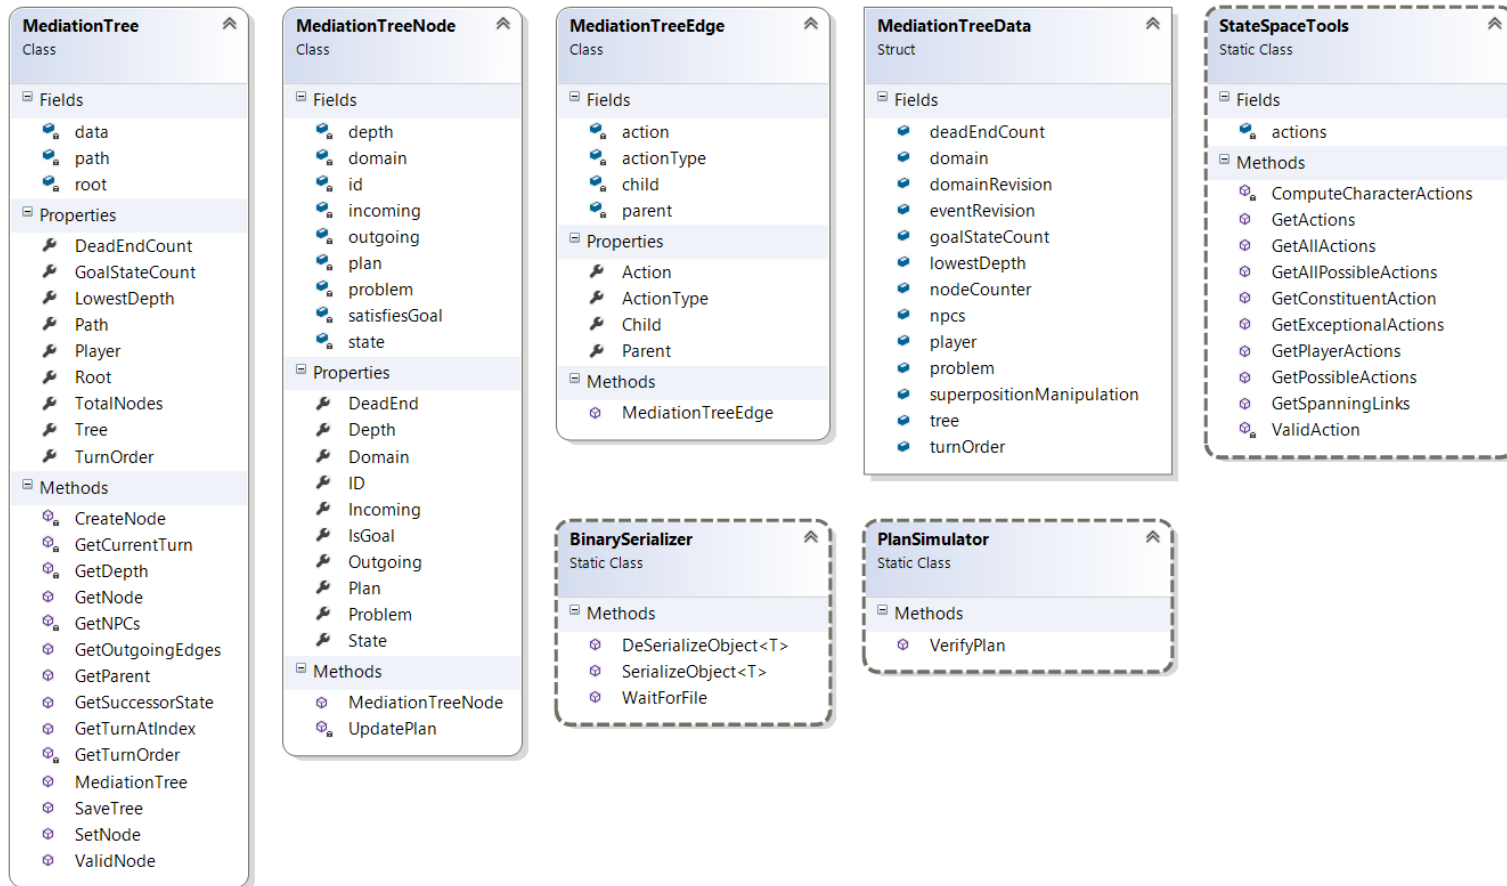 MediationTree
Class
Fields
data
path
root
Properties
DeadEndCount
GoalStateCount
LowestDepth
Path
Player
Root
TotalNodes
Tree
TurnOrder
Methods
CreateNode
GetCurrentTurn
GetDepth
GetNode
GetNPCs
GetOutgoingEdges
GetParent
GetSuccessorState
GetTurnAtIndex
GetTurnOrder
MediationTree
SaveTree
SetNode
ValidNode
MediationTreeNode
Class
Fields
depth
domain
id
incoming
outgoing
plan
problem
satisfiesGoal
state
Properties
DeadEnd
Depth
Domain
ID
Incoming
IsGoal
Outgoing
Plan
Problem
State
Methods
MediationTreeNode
UpdatePlan
MediationTreeEdge
Class
Fields
action
actionType
child
parent
Properties
Action
ActionType
Child
Parent
Methods
MediationTreeEdge
MediationTreeData
Struct
Fields
deadEndCount
domain
domainRevision
eventRevision
goalStateCount
lowestDepth
nodeCounter
npcs
player
problem
superpositionManipulation
tree
turnOrder
StateSpaceTools
Static Class
Fields
actions
Methods
ComputeCharacterActions
GetActions
GetAllActions
GetAllPossibleActions
GetConstituentAction
GetExceptionalActions
GetPlayerActions
GetPossibleActions
GetSpanningLinks
ValidAction
BinarySerializer
Static Class
Methods
DeSerializeObject<T>
SerializeObject<T>
WaitForFile
PlanSimulator
Static Class
Methods
VerifyPlan